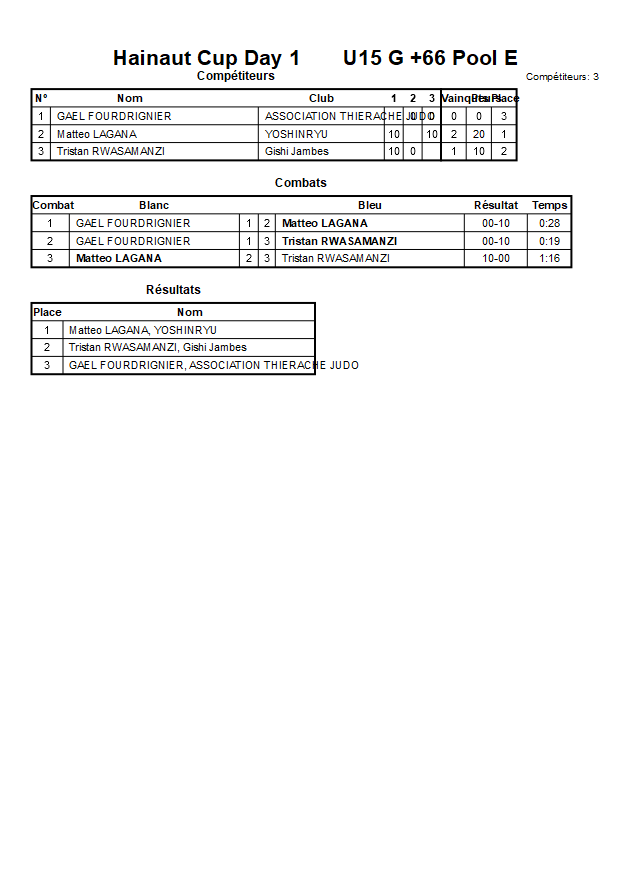 Hainaut Cup Day 1 U15 G +66 Pool E
Compétiteurs Compétiteurs: 3
Nº Nom Club 1 2 3 Vainqueurs Pts Place
1 GAEL FOURDRIGNIER ASSOCIATION THIERACHE JUDO 0 0 0 0 3
2 Matteo LAGANA YOSHINRYU 10 10 2 20 1
3 Tristan RWASAMANZI Gishi Jambes 10 0 1 10 2
Combats
Combat Blanc Bleu Résultat Temps
1 GAEL FOURDRIGNIER 1 2 Matteo LAGANA 00-10 0:28
2 GAEL FOURDRIGNIER 1 3 Tristan RWASAMANZI 00-10 0:19
3 Matteo LAGANA 2 3 Tristan RWASAMANZI 10-00 1:16
Résultats
Place Nom
1 Matteo LAGANA, YOSHINRYU
2 Tristan RWASAMANZI, Gishi Jambes
3 GAEL FOURDRIGNIER, ASSOCIATION THIERACHE JUDO